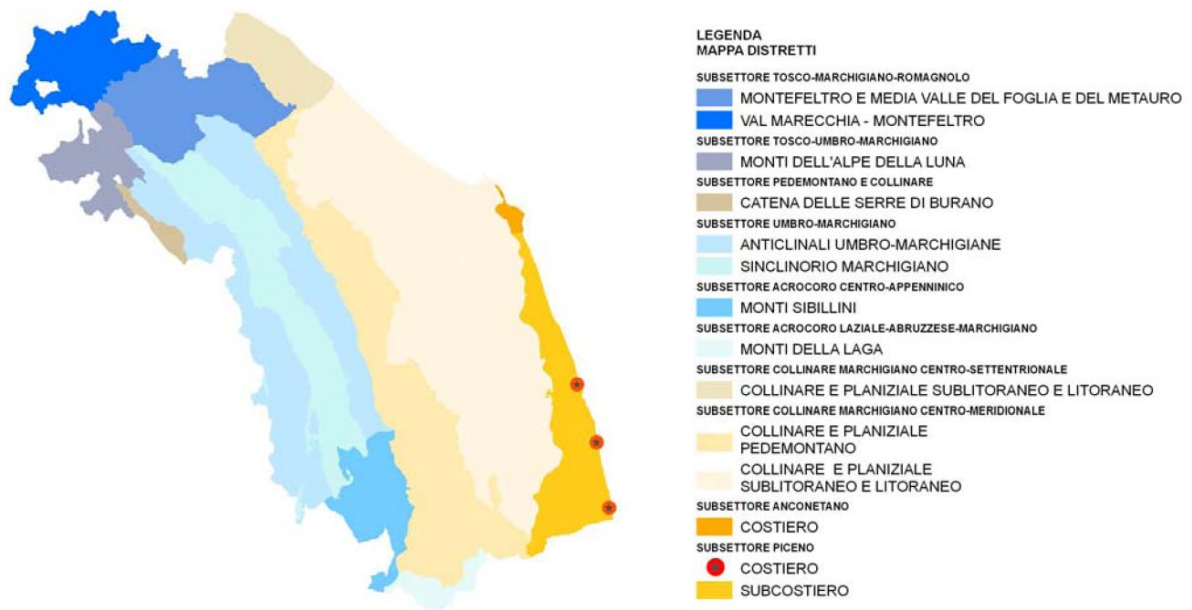 LEGENDA
MAPPA DISTRETTI
SUBSETTORE TOSCO-MARCHIGIANO-ROMAGNOLO
MONTEFELTRO E MEDIA VALLE DEL FOGLIA E DEL METAURO
VAL MARECCHIA - MONTEFELTRO
SUBSETTORE TOSCO-UMBRO-MARCHIGIANO
MONTI DELL'ALPE DELLA LUNA
SUBSETTORE PEDEMONTANO E COLLINARE
CATENA DELLE SERRE DI BURANO
SUBSETTORE UMBRO-MARCHIGIANO
ANTICLINALI UMBRO-MARCHIGIANE
SINCLINORIO MARCHIGIANO
SUBSETTORE ACROCORO CENTRO-APPENNINICO
MONTI SIBILLINI
SUBSETTORE ACROCORO LAZIALE-ABRUZZESE-MARCHIGIANO
MONTI DELLA LAGA
SUBSETTORE COLLINARE MARCHIGIANO CENTRO-SETTENTRIONALE
COLLINARE E PLANIZIALE SUBLITORANEO E LITORANEO
SUBSETTORE COLLINARE MARCHIGIANO CENTRO-MERIDIONALE
COLLINARE E PLANIZIALE
PEDEMONTANO
COLLINARE E PLANIZIALE
SUBLITORANEO E LITORANEO
SUBSETTORE ANCONETANO
COSTIERO
SUBSETTORE PICENO
COSTIERO
SUBCOSTIERO